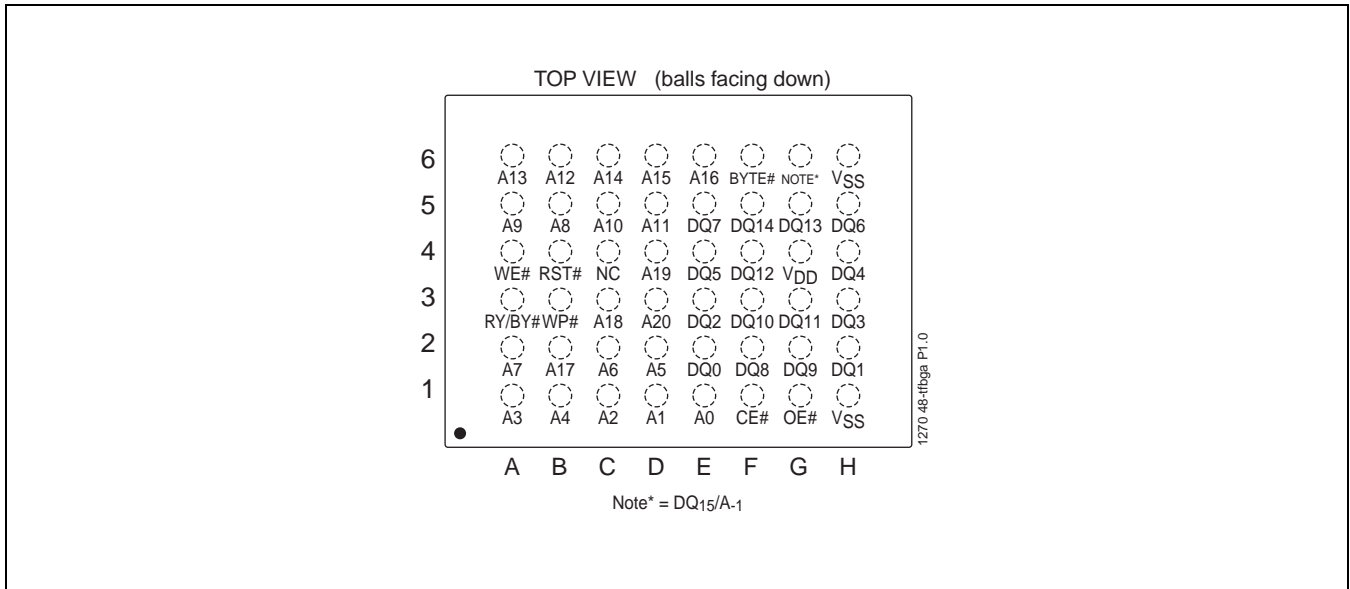 TOP VIEW (balls facing down)
6
A13 A12 A14 A15 A16 BYTE# NOTE* VSS
5
A9 A8 A10 A11 DQ7 DQ14 DQ13 DQ6
4
WE# RST# NC A19 DQ5 DQ12 VDD DQ4
3
RY/BY# WP# A18 A20 DQ2 DQ10 DQ11 DQ3
2
A7 A17 A6 A5 DQ0 DQ8 DQ9 DQ1
1
A3 A4 A2 A1 A0 CE# OE# VSS
A B C D E F G H
Note* = DQ15/A-1
1270 48-tfbga P1.0